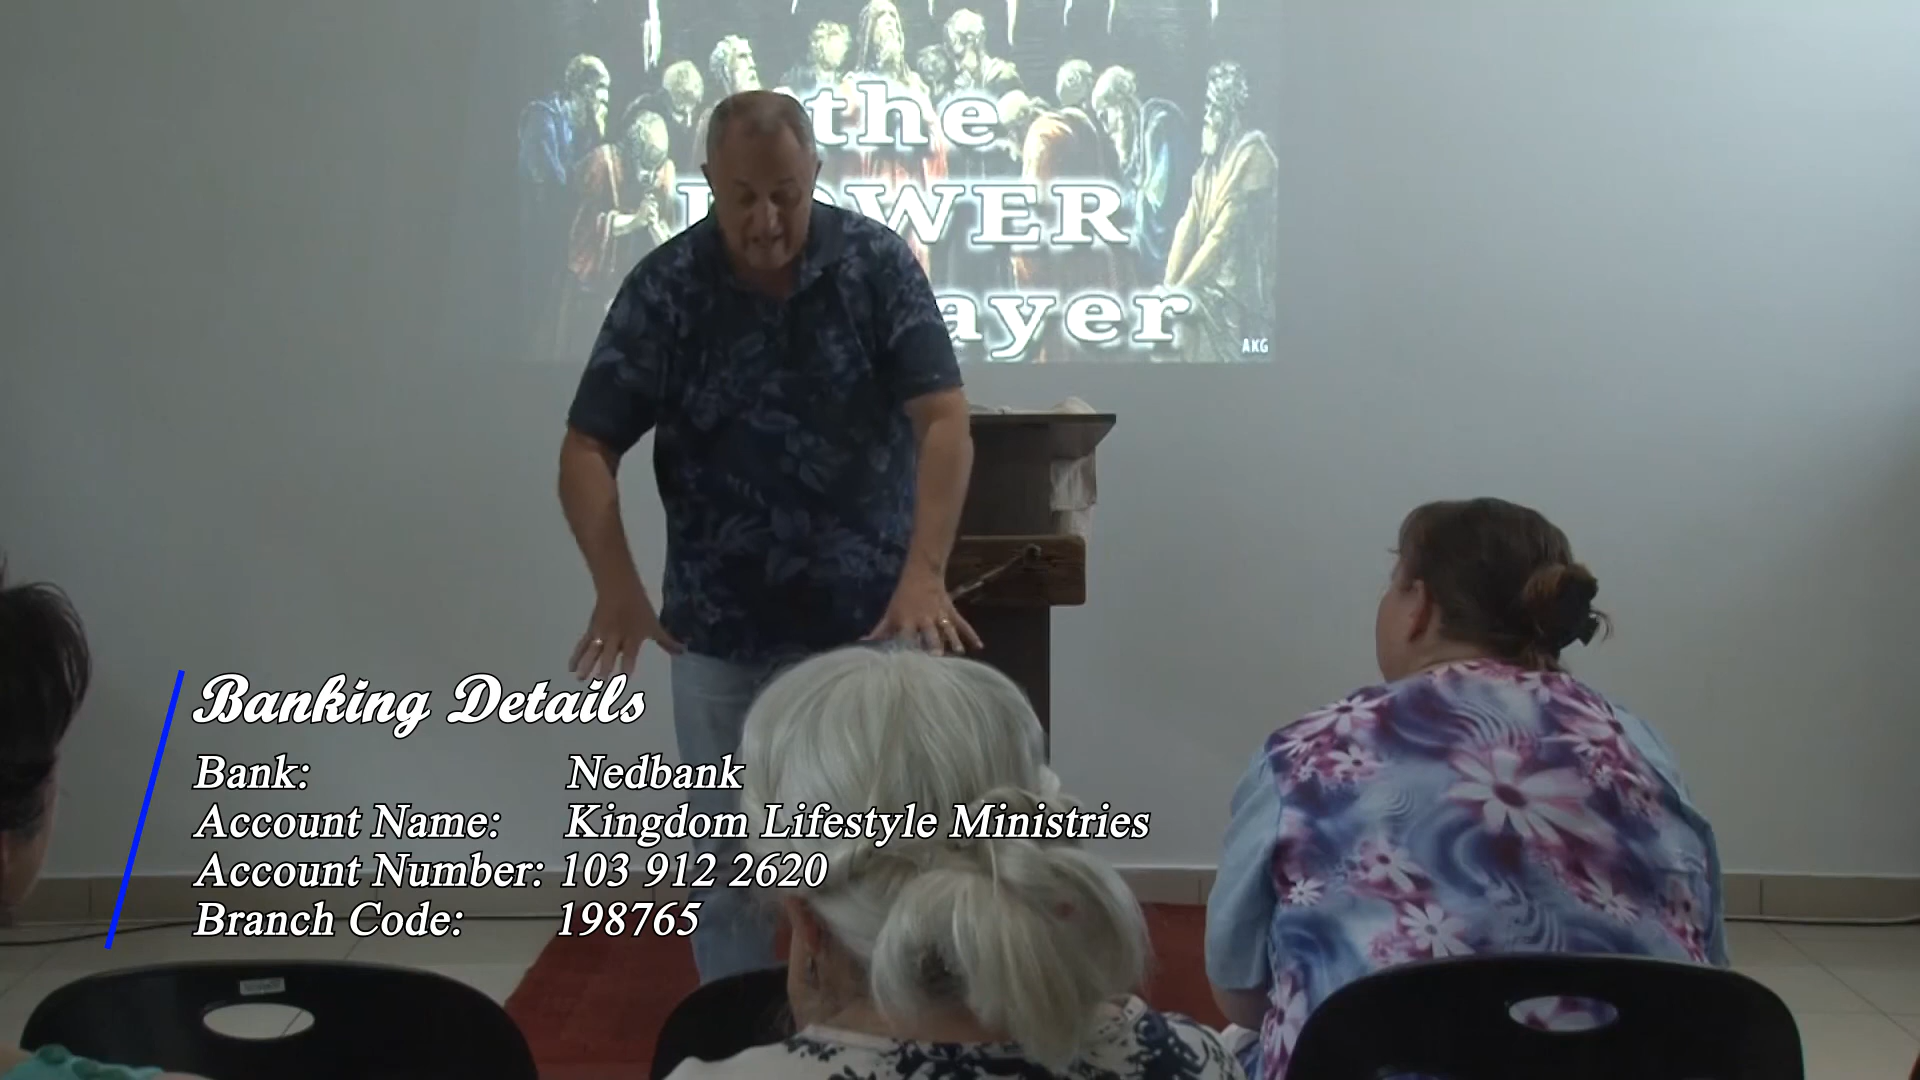 the
POWER
ayer
AKG
Banking Details
Bank: Nedbank
Account Name: Kingdom Lifestyle Ministries
Account Number: 103 912 2620
Branch Code: 198765